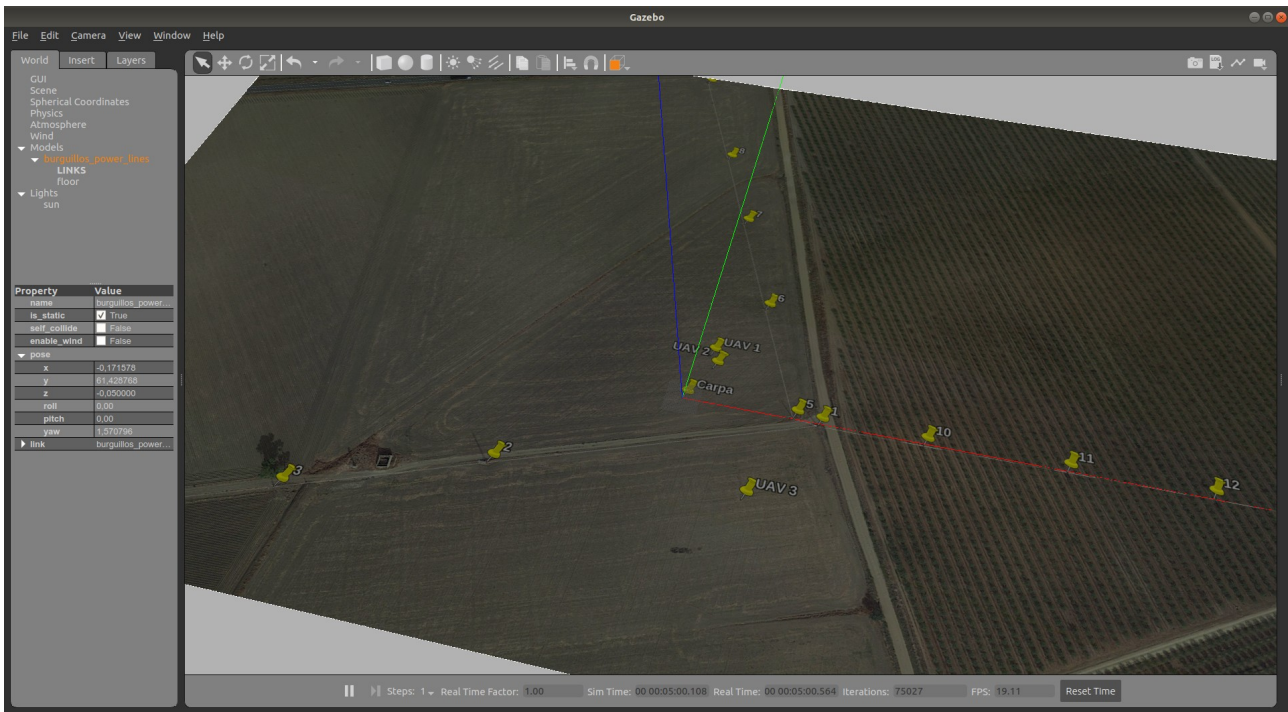 Gazebo
File Edit Camera View Window Help
World Insert Layers
GUI
Scene
Spherical Coordinates
Physics
Atmosphere
Wind
Models
burguillos_power_lines
LINKS
floor
Lights
sun
Property Value
name burguillos_power...
is_static True
self_collide False
enable_wind False
pose
x -0,171578
y 61,428768
z -0,050000
roll 0,00
pitch 0,00
yaw 1,570796
link burguillos_power...
LOG
8
7
6
UAV 1
UAV 2
Carpa
5
1
10
2
11
3
12
UAV 3
Steps: 1 Real Time Factor: 1.00 Sim Time: 00 00:05:00.108 Real Time: 00 00:05:00.564 Iterations: 75027 FPS: 19.11 Reset Time